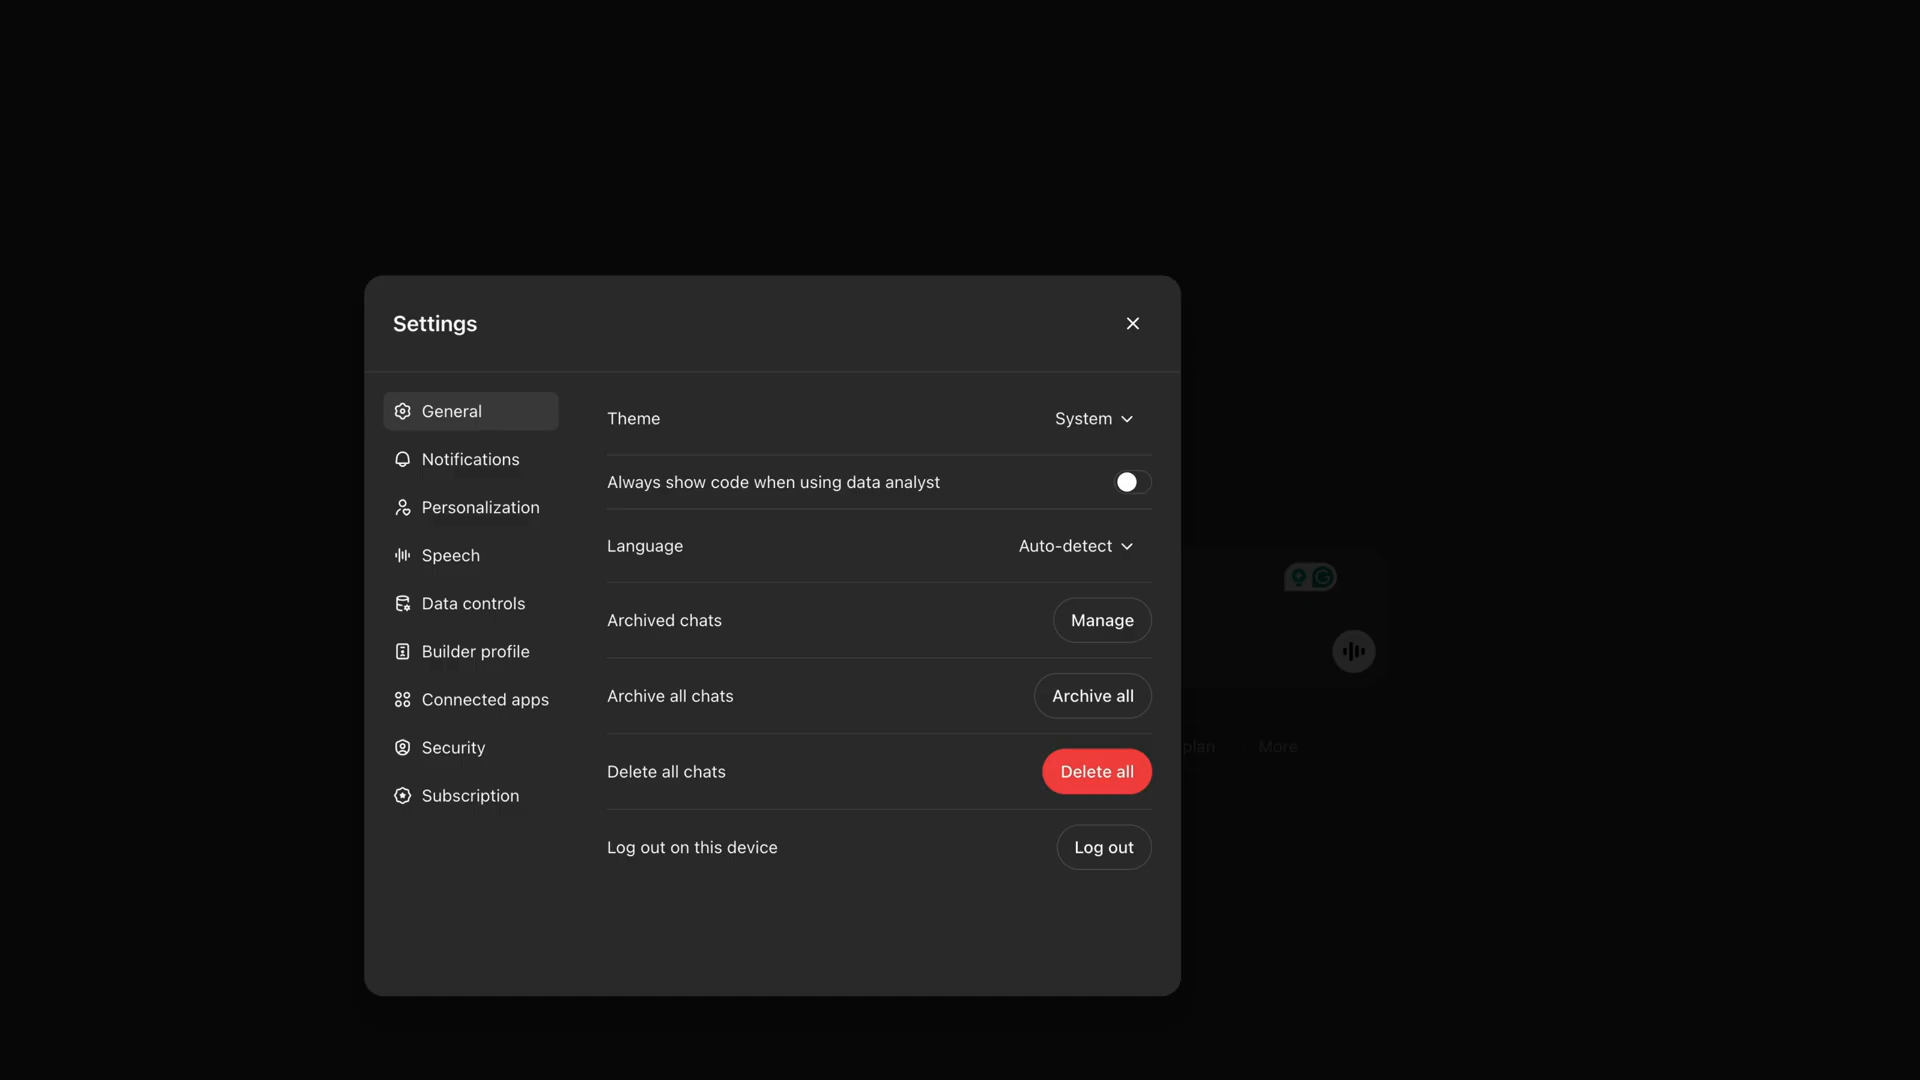 Settings
General
Notifications
Personalization
Speech
Data controls
Builder profile
Connected apps
Security
Subscription
Theme
System
Always show code when using data analyst
Language
Auto-detect
Archived chats
Manage
Archive all chats
Archive all
Delete all chats
Delete all
Log out on this device
Log out
plan
More